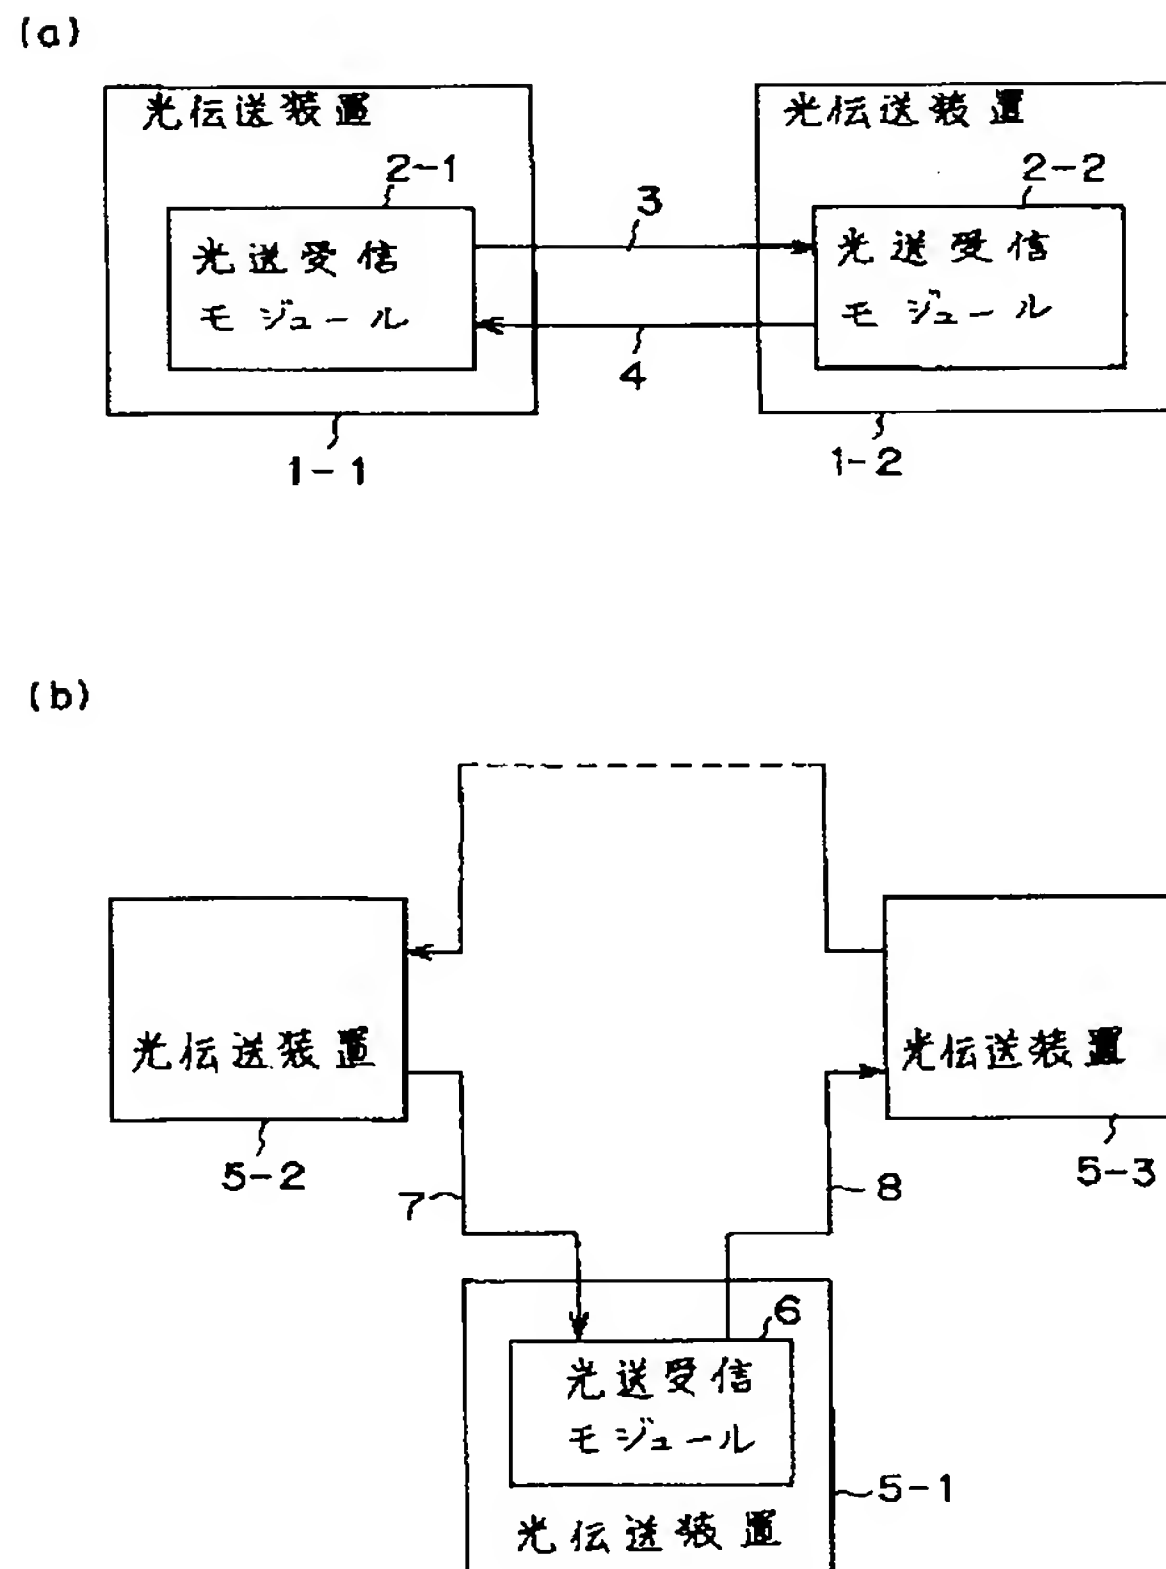 (a)
光伝送装置
光伝送装置
2-1
2-2
3
光送受信
モジュール
光送受信
モジュール
4
1-1
1-2
(b)
光伝送装置
光伝送装置
5-2
5-3
7
8
6
光送受信
モジュール
5-1
光伝送装置